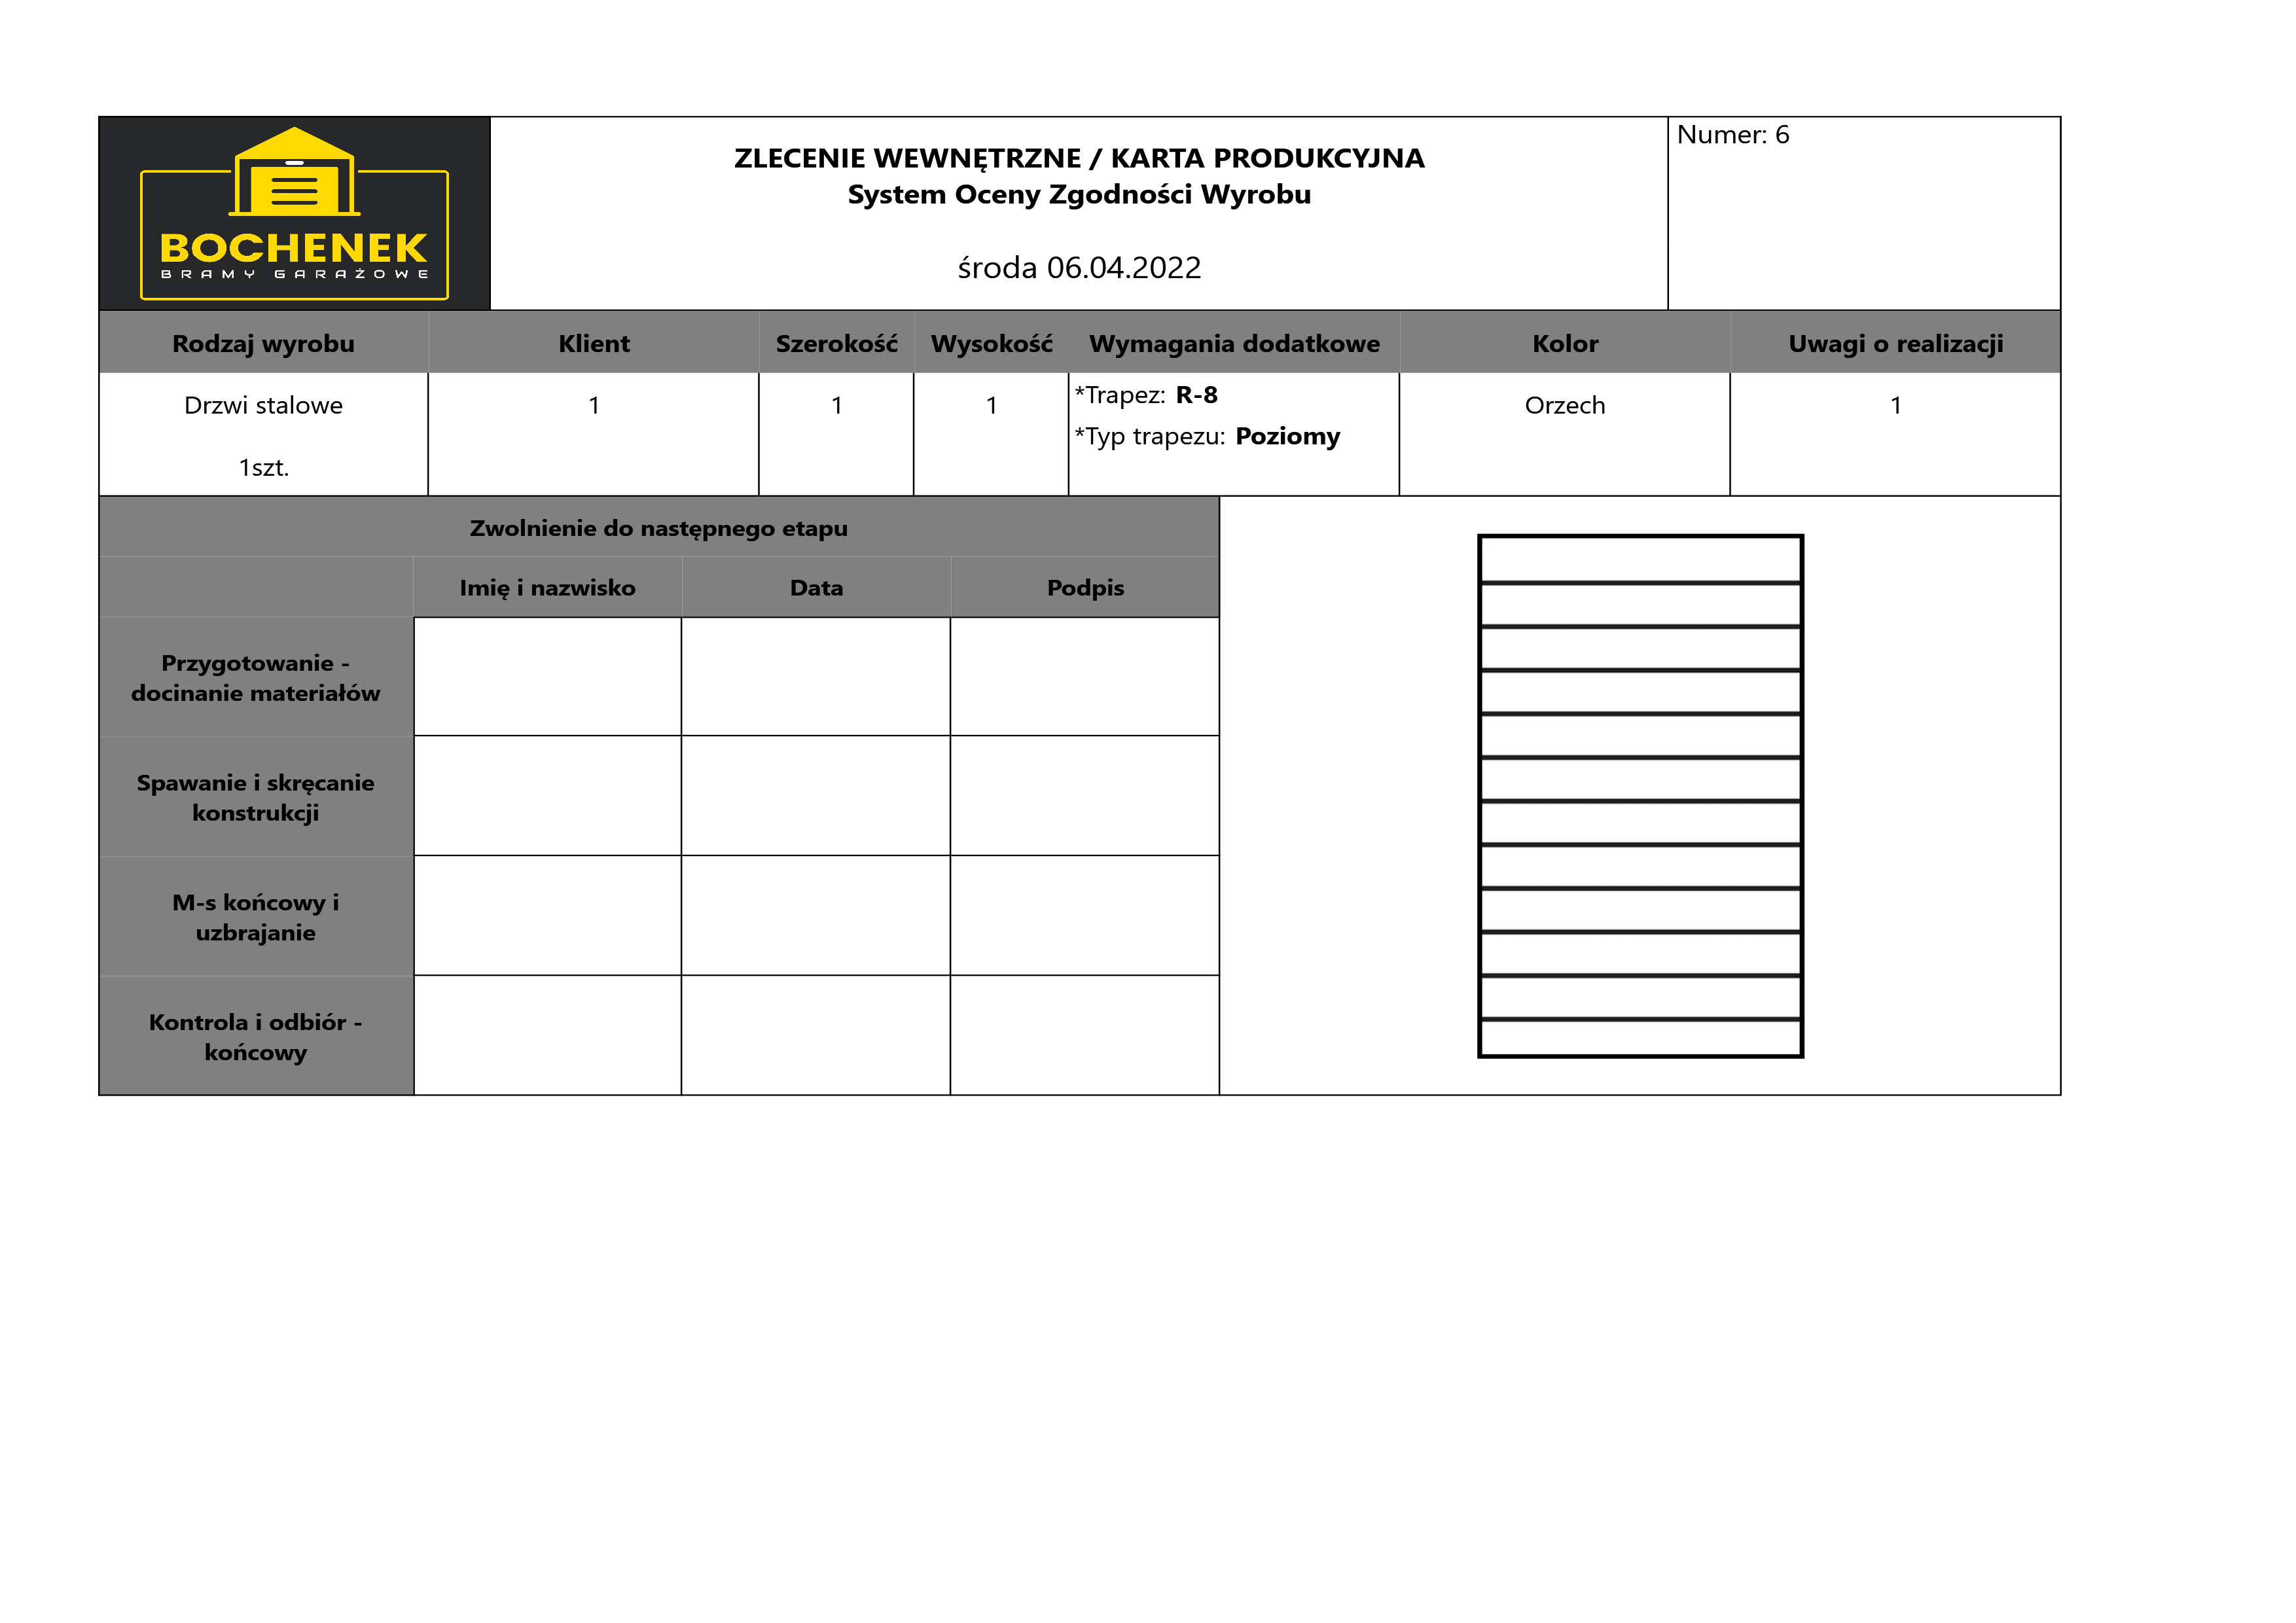 BOCHENEK
BRAMY GARAŻOWE
ZLECENIE WEWNĘTRZNE / KARTA PRODUKCYJNA
System Oceny Zgodności Wyrobu
środa 06.04.2022
Numer: 6
Rodzaj wyrobu Klient Szerokość Wysokość Wymagania dodatkowe Kolor Uwagi o realizacji
Drzwi stalowe 1 1 1 *Trapez: R-8 Orzech 1
*Typ trapezu: Poziomy
1szt.
Zwolnienie do następnego etapu
Imię i nazwisko Data Podpis
Przygotowanie -
docinanie materiałów
Spawanie i skręcanie
konstrukcji
M-s końcowy i
uzbrajanie
Kontrola i odbiór -
końcowy